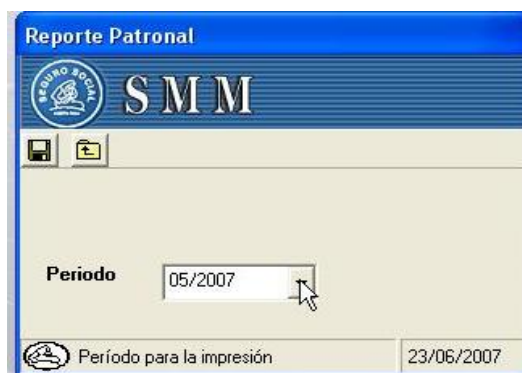 Reporte Patronal
SEGURO SOCIAL
SMM
Periodo
05/2007
Período para la impresión
23/06/2007